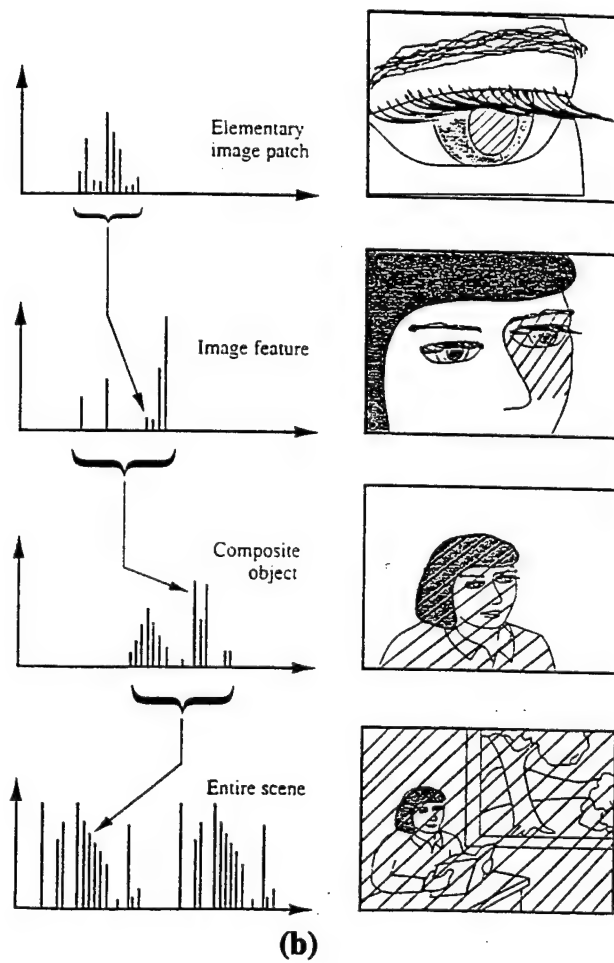 Elementary
image patch
Image feature
Composite
object
Entire scene
(b)